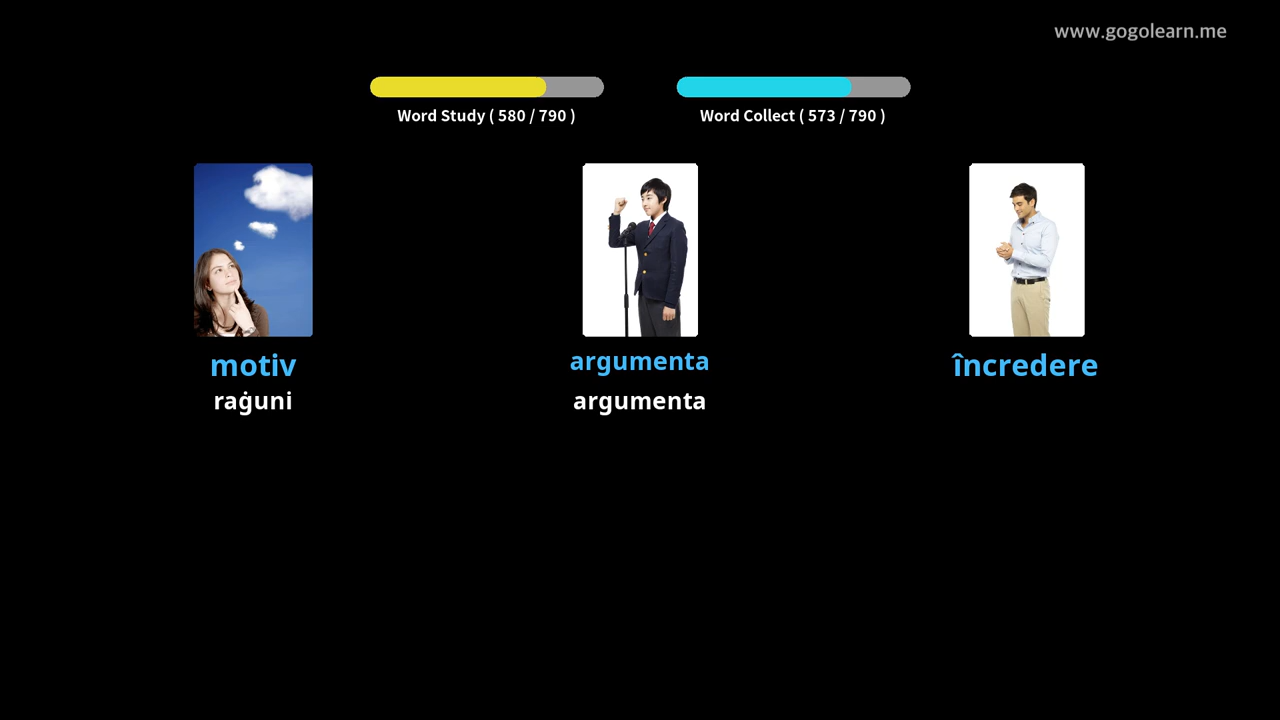 www.gogolearn.me
Word Study ( 580 / 790 )
Word Collect ( 573 / 790 )
motiv
raġuni
argumenta
argumenta
încredere